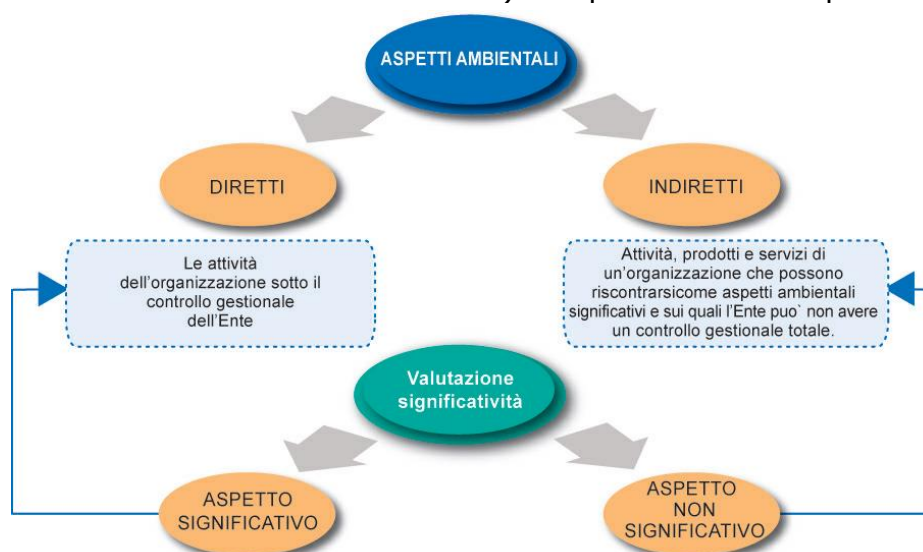 ASPETTI AMBIENTALI
DIRETTI
INDIRETTI
Le attività
dell'organizzazione sotto il
controllo gestionale
dell'Ente
Attività, prodotti e servizi di
un'organizzazione che possono
riscontrarsicome aspetti ambientali
significativi e sui quali l'Ente puo` non avere
un controllo gestionale totale.
Valutazione
significatività
ASPETTO
SIGNIFICATIVO
ASPETTO
NON
SIGNIFICATIVO